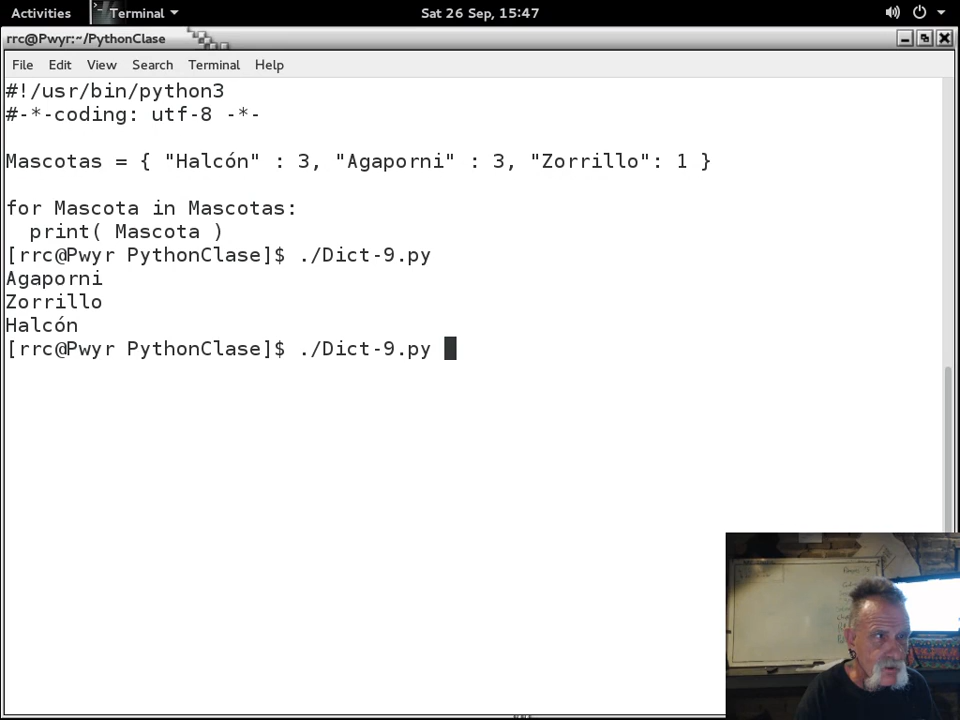 Activities Terminal Sat 26 Sep, 15:47
rrc@Pwyr:~/PythonClase
File Edit View Search Terminal Help
#!/usr/bin/python3
#-*-coding: utf-8 -*-
Mascotas = { "Halcón" : 3, "Agaporni" : 3, "Zorrillo": 1 }
for Mascota in Mascotas:
  print( Mascota )
[rrc@Pwyr PythonClase]$ ./Dict-9.py
Agaporni
Zorrillo
Halcón
[rrc@Pwyr PythonClase]$ ./Dict-9.py